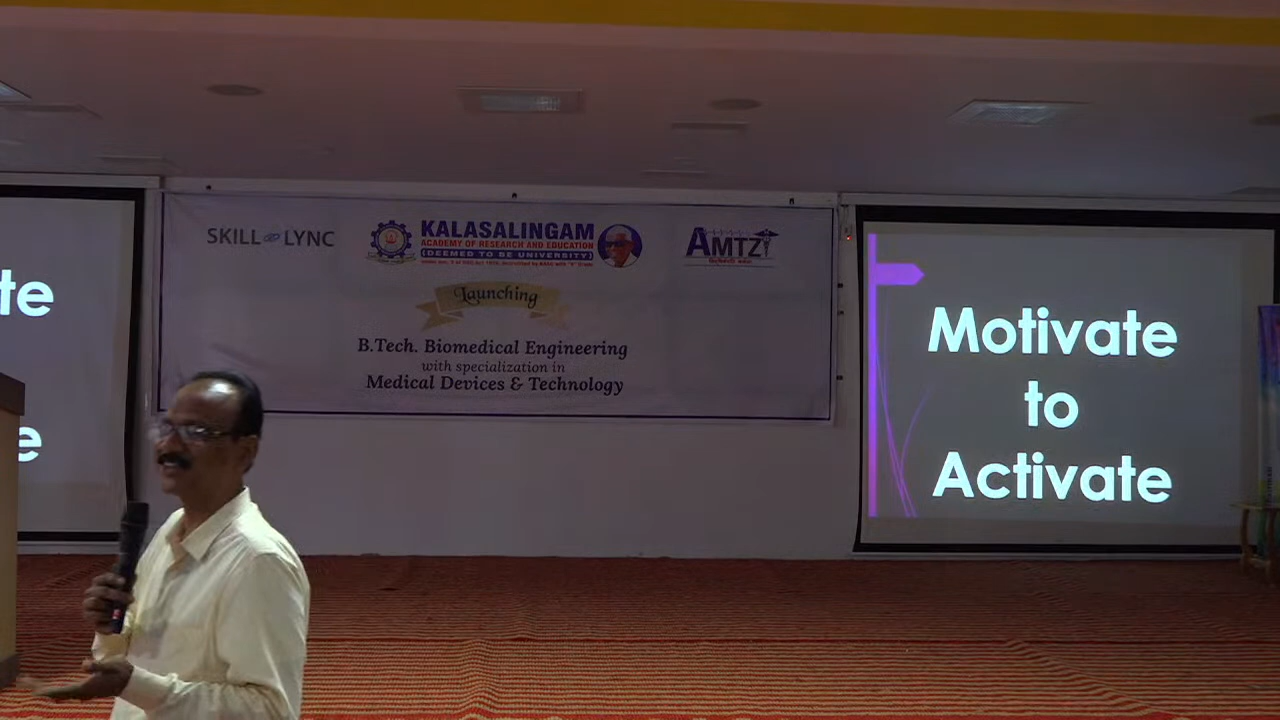 te
e
SKILL LYNC
KALASALINGAM
ACADEMY OF RESEARCH AND EDUCATION
(DEEMED TO BE UNIVERSITY)
AMTZ
Launching
B.Tech. Biomedical Engineering
with specialization in
Medical Devices & Technology
Motivate
to
Activate